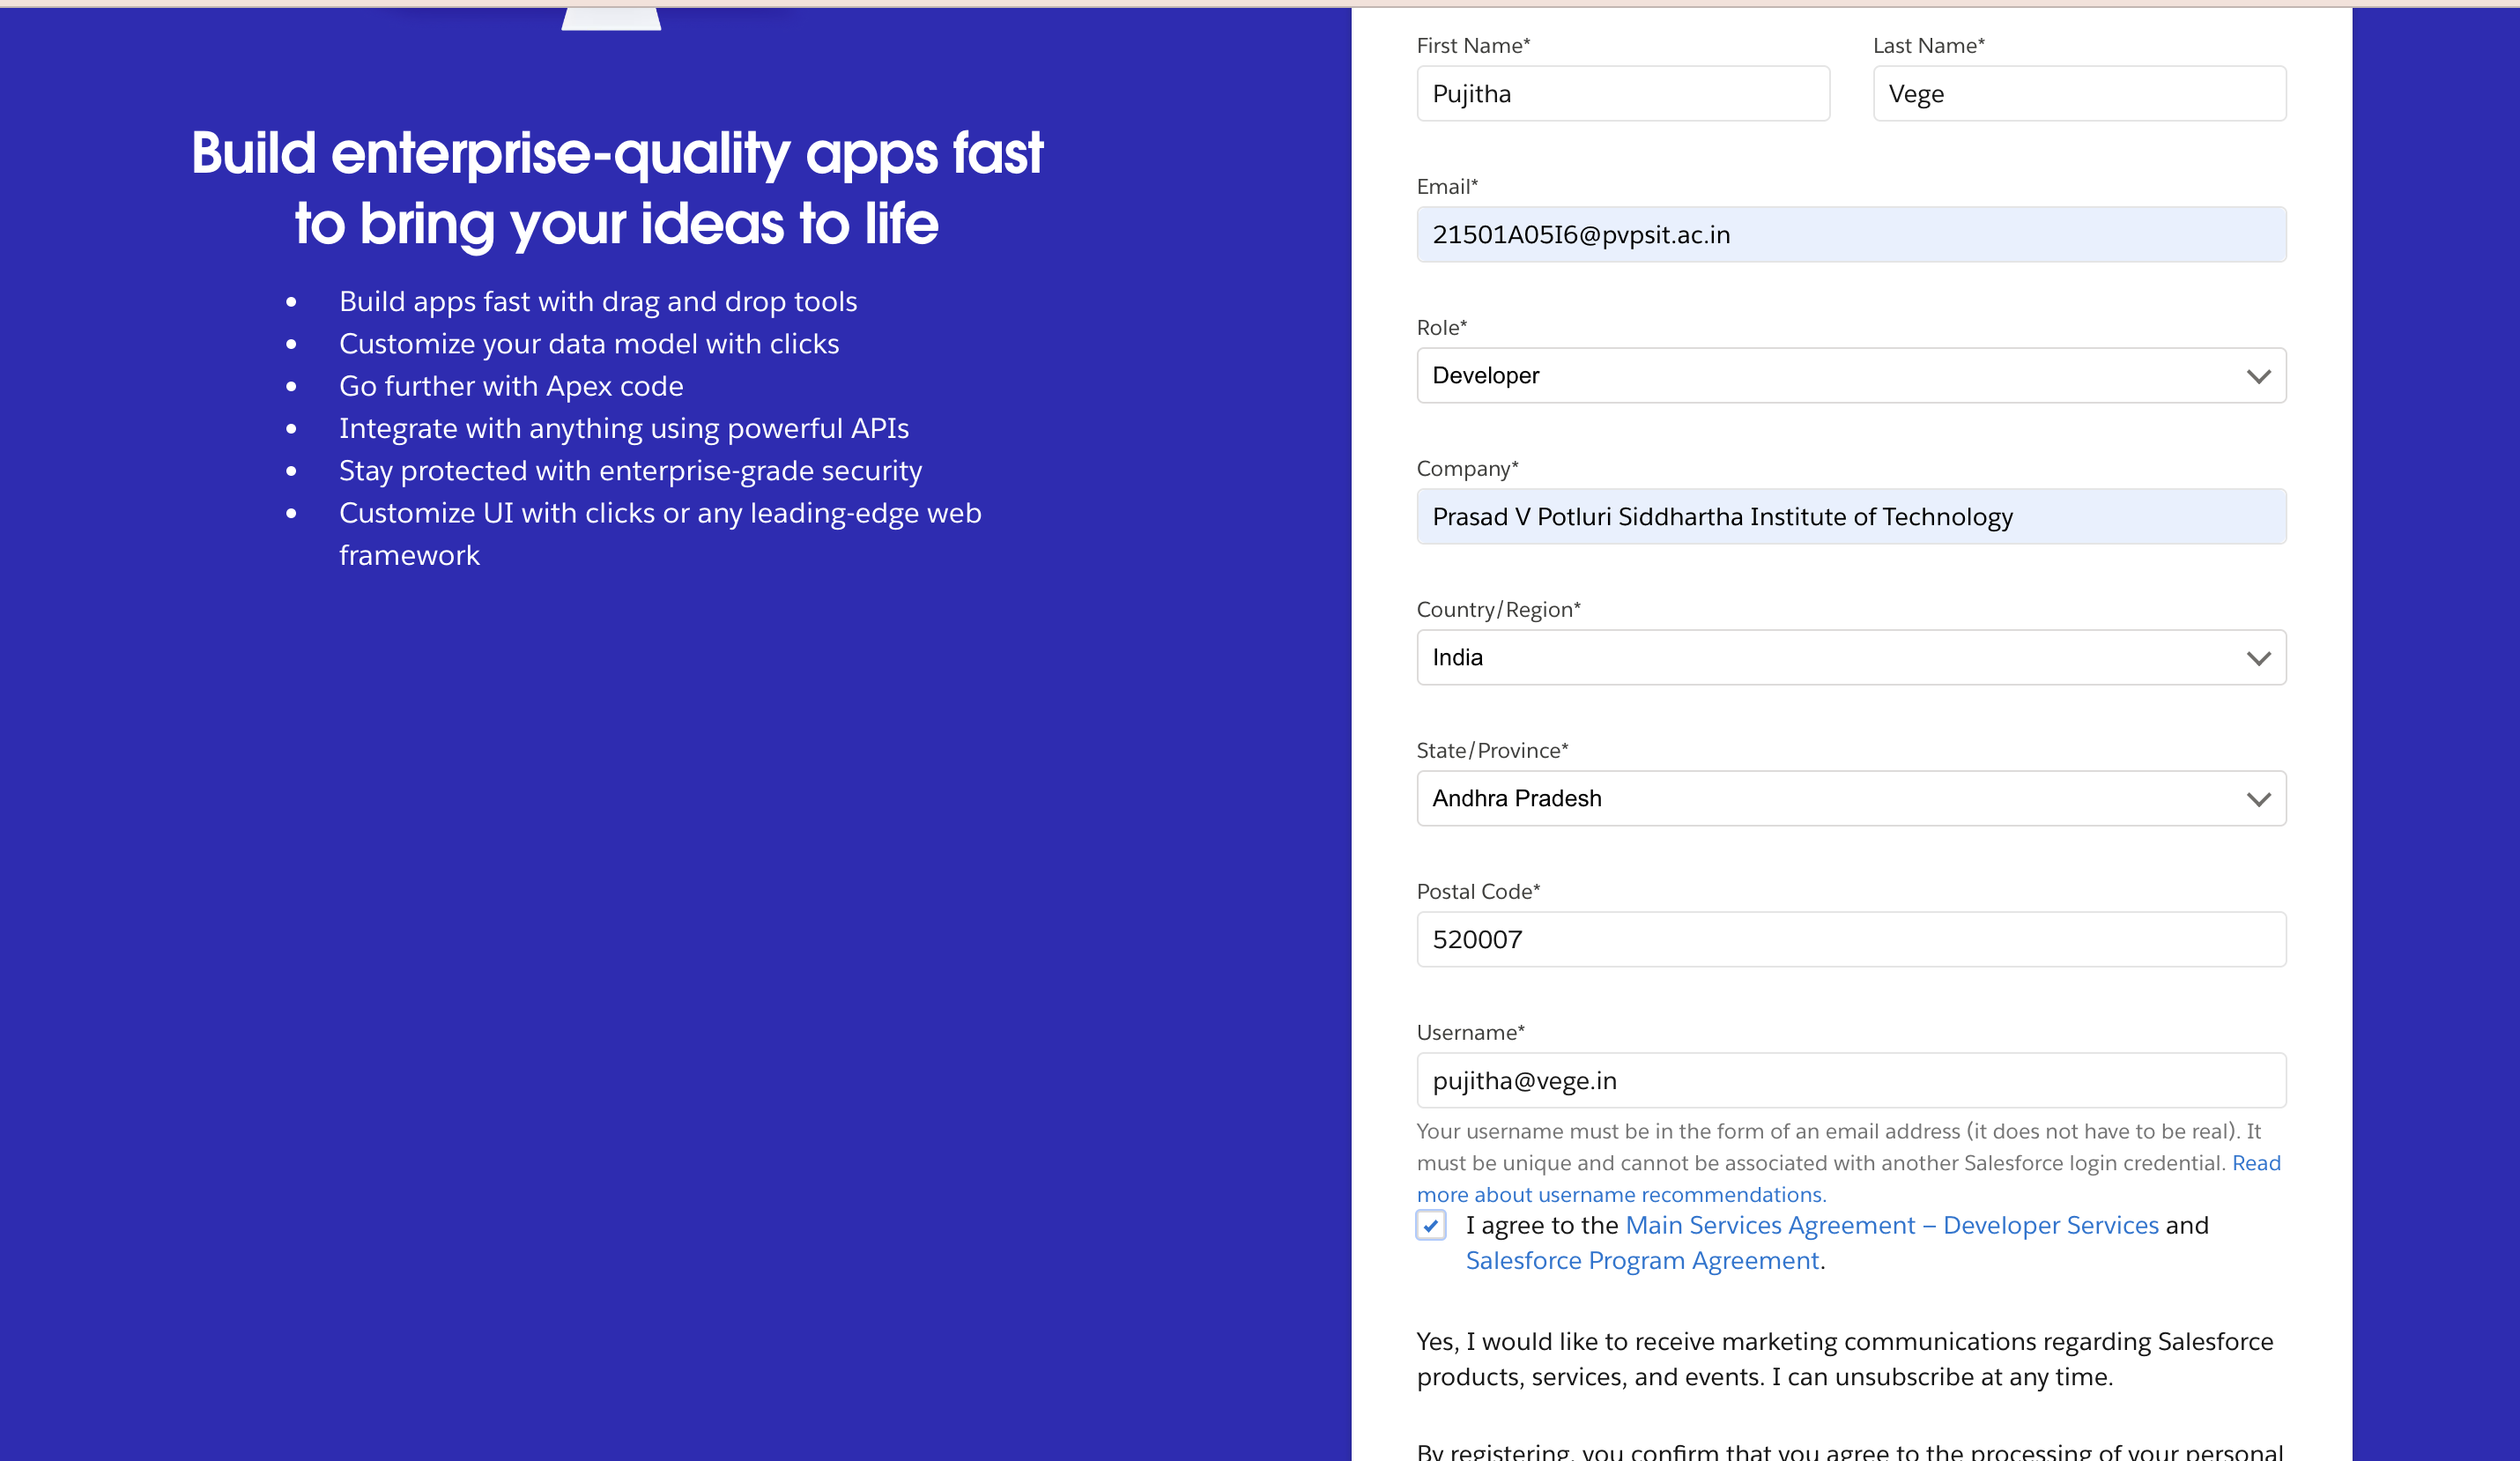 Build enterprise-quality apps fast
to bring your ideas to life
Build apps fast with drag and drop tools
Customize your data model with clicks
Go further with Apex code
Integrate with anything using powerful APIs
Stay protected with enterprise-grade security
Customize UI with clicks or any leading-edge web
framework
First Name*
Last Name*
Pujitha
Vege
Email*
21501A05I6@pvpsit.ac.in
Role*
Developer
Company*
Prasad V Potluri Siddhartha Institute of Technology
Country/Region*
India
State/Province*
Andhra Pradesh
Postal Code*
520007
Username*
pujitha@vege.in
Your username must be in the form of an email address (it does not have to be real). It
must be unique and cannot be associated with another Salesforce login credential. Read
more about username recommendations.
I agree to the Main Services Agreement – Developer Services and
Salesforce Program Agreement.
Yes, I would like to receive marketing communications regarding Salesforce
products, services, and events. I can unsubscribe at any time.
By registering, you confirm that you agree to the processing of your personal